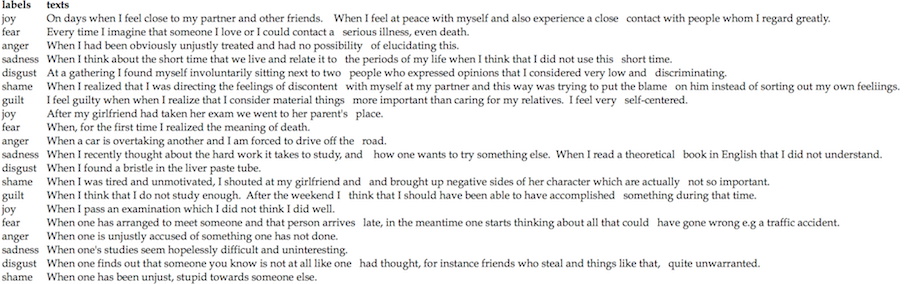 labels texts
joy On days when I feel close to my partner and other friends. When I feel at peace with myself and also experience a close contact with people whom I regard greatly.
fear Every time I imagine that someone I love or I could contact a serious illness, even death.
anger When I had been obviously unjustly treated and had no possibility of elucidating this.
sadness When I think about the short time that we live and relate it to the periods of my life when I think that I did not use this short time.
disgust At a gathering I found myself involuntarily sitting next to two people who expressed opinions that I considered very low and discriminating.
shame When I realized that I was directing the feelings of discontent with myself at my partner and this way was trying to put the blame on him instead of sorting out my own feeliings.
guilt I feel guilty when when I realize that I consider material things more important than caring for my relatives. I feel very self-centered.
joy After my girlfriend had taken her exam we went to her parent's place.
fear When, for the first time I realized the meaning of death.
anger When a car is overtaking another and I am forced to drive off the road.
sadness When I recently thought about the hard work it takes to study, and how one wants to try something else. When I read a theoretical book in English that I did not understand.
disgust When I found a bristle in the liver paste tube.
shame When I was tired and unmotivated, I shouted at my girlfriend and and brought up negative sides of her character which are actually not so important.
guilt When I think that I do not study enough. After the weekend I think that I should have been able to have accomplished something during that time.
joy When I pass an examination which I did not think I did well.
fear When one has arranged to meet someone and that person arrives late, in the meantime one starts thinking about all that could have gone wrong e.g a traffic accident.
anger When one is unjustly accused of something one has not done.
sadness When one's studies seem hopelessly difficult and uninteresting.
disgust When one finds out that someone you know is not at all like one had thought, for instance friends who steal and things like that, quite unwarranted.
shame When one has been unjust, stupid towards someone else.